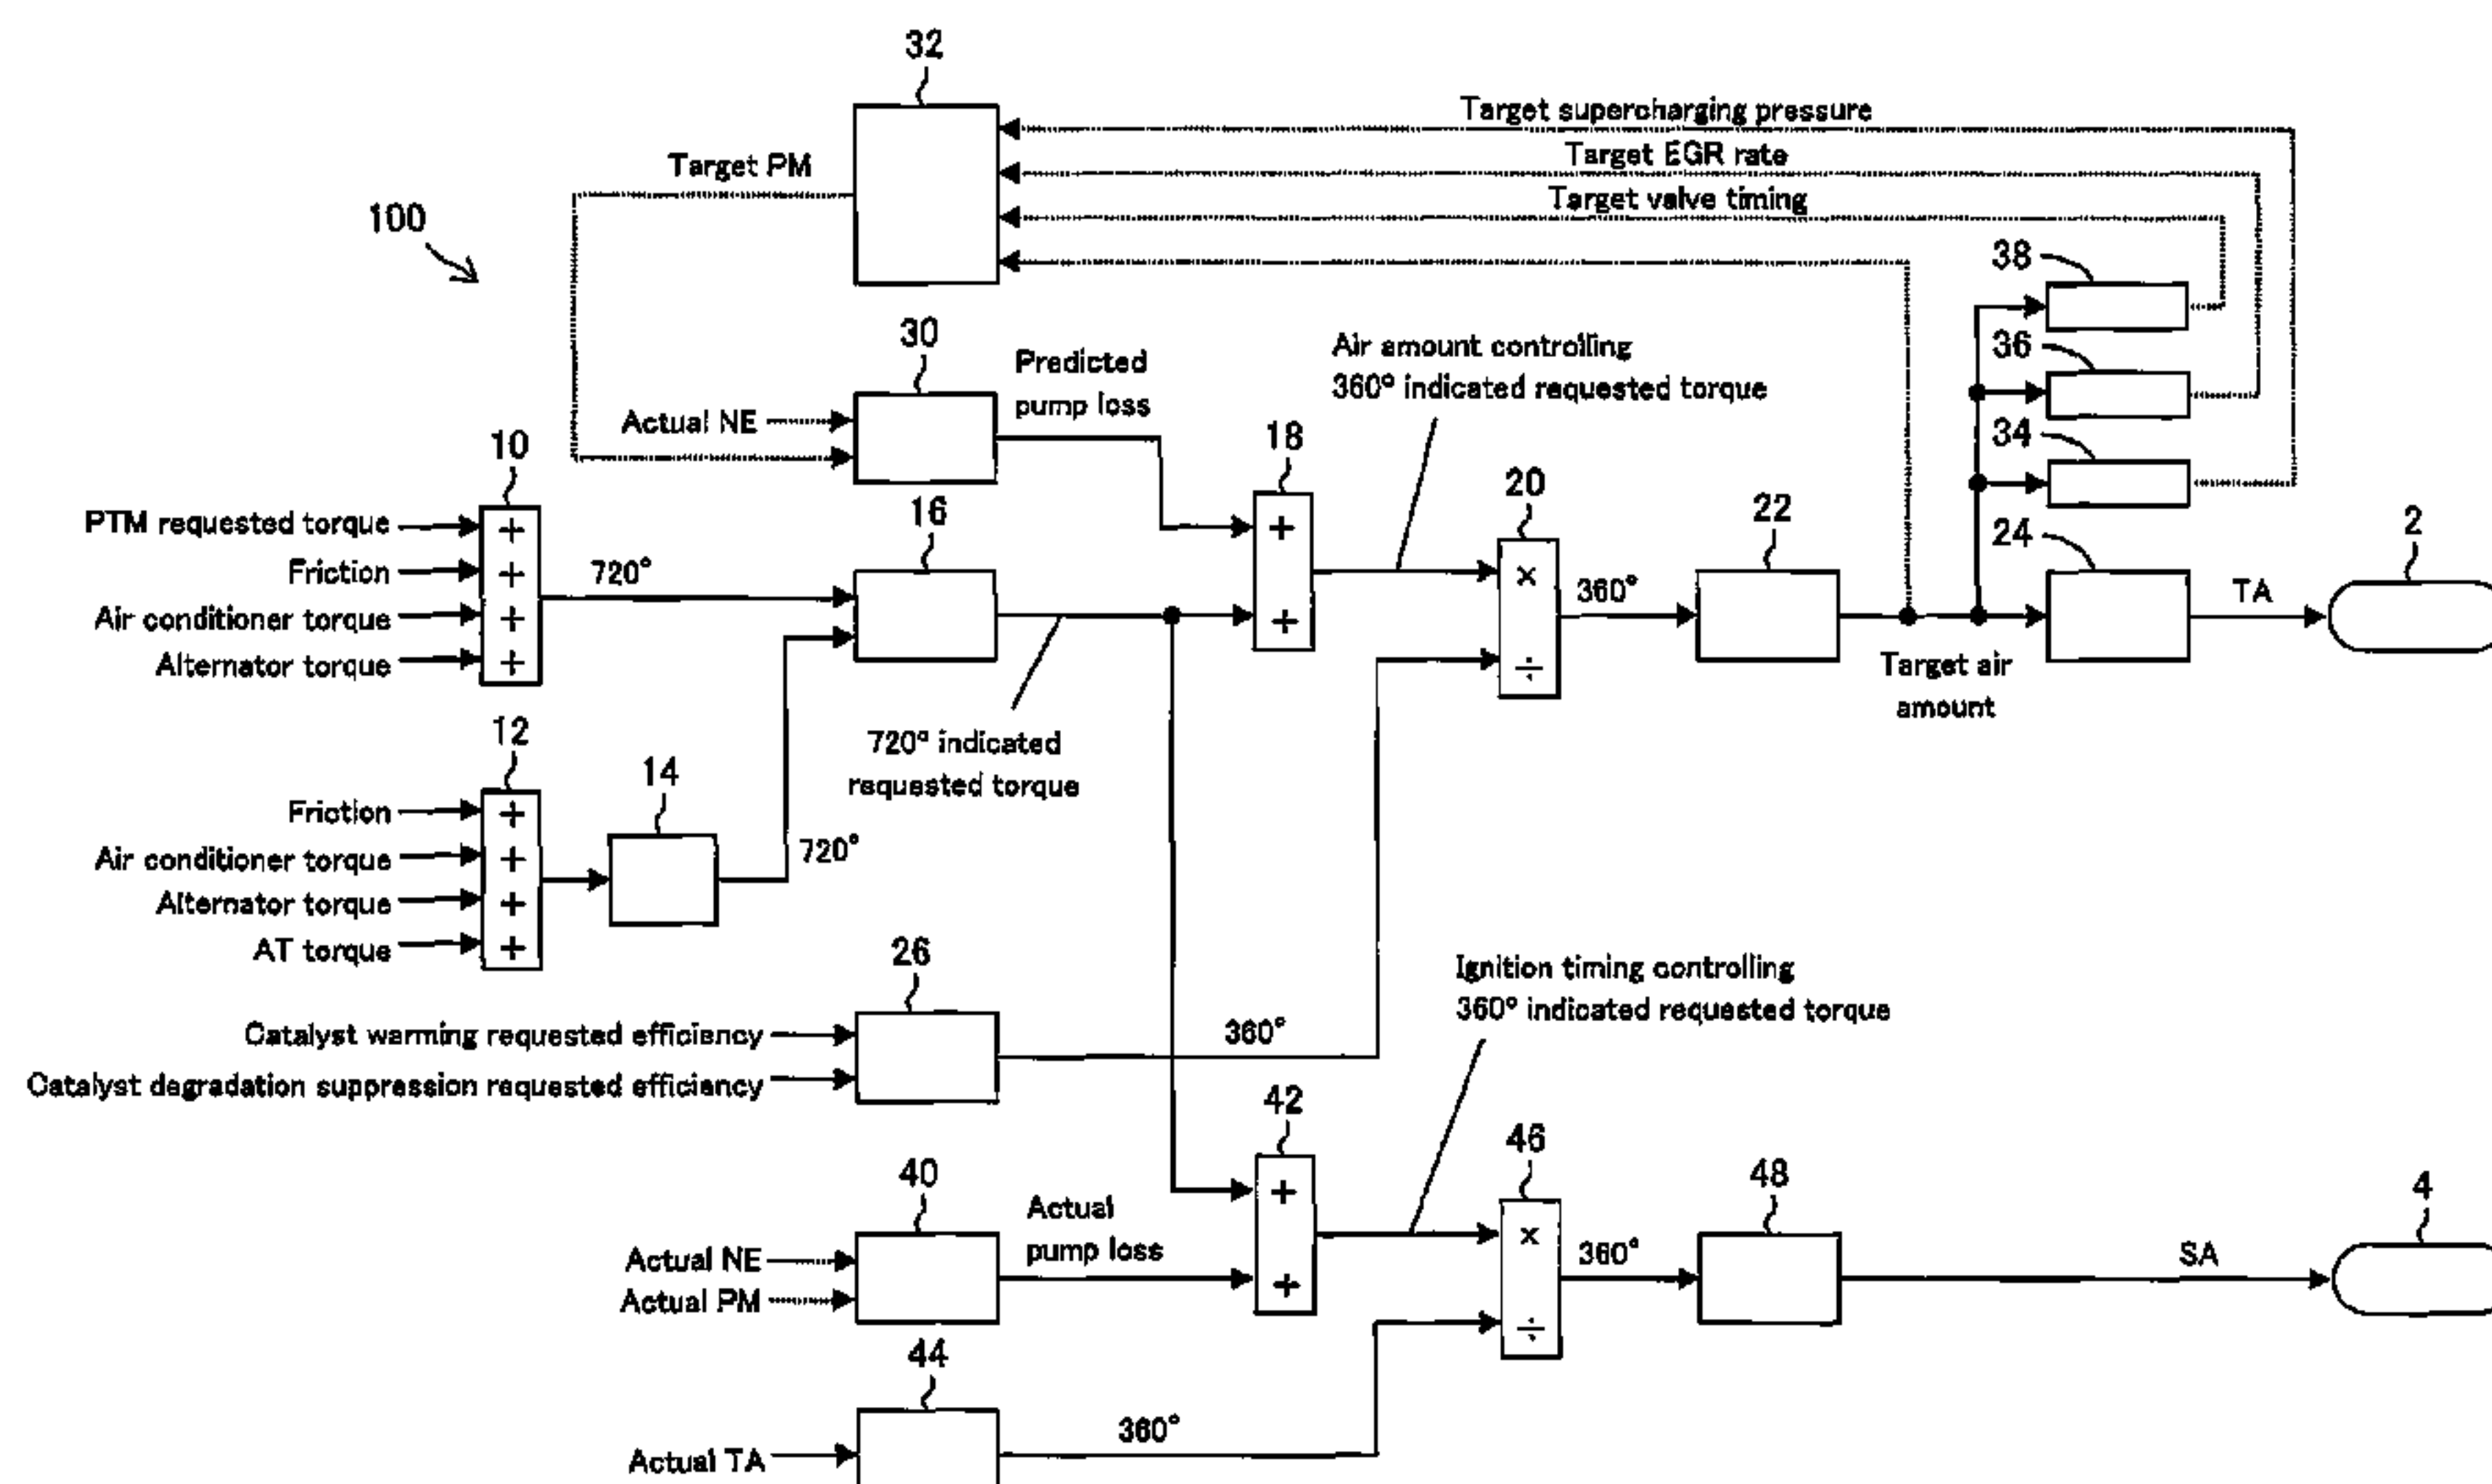 32
Target supercharging pressure
Target PM
Target EGR rate
Target valve timing
100
38
30
Predicted
pump loss
Air amount controlling
360° indicated requested torque
36
Actual NE
10
18
34
PTM requested torque
+
16
+
20
22
24
2
Friction
+
720°
×
360°
TA
Air conditioner torque
+
+
Alternator torque
+
÷
Target air
amount
12
14
720° indicated
requested torque
Friction
+
Air conditioner torque
+
720°
Alternator torque
+
AT torque
+
26
Ignition timing controlling
360° indicated requested torque
Catalyst warming requested efficiency
360°
Catalyst degradation suppression requested efficiency
42
46
40
Actual
pump loss
+
48
4
Actual NE
×
360°
SA
Actual PM
+
÷
44
Actual TA
360°